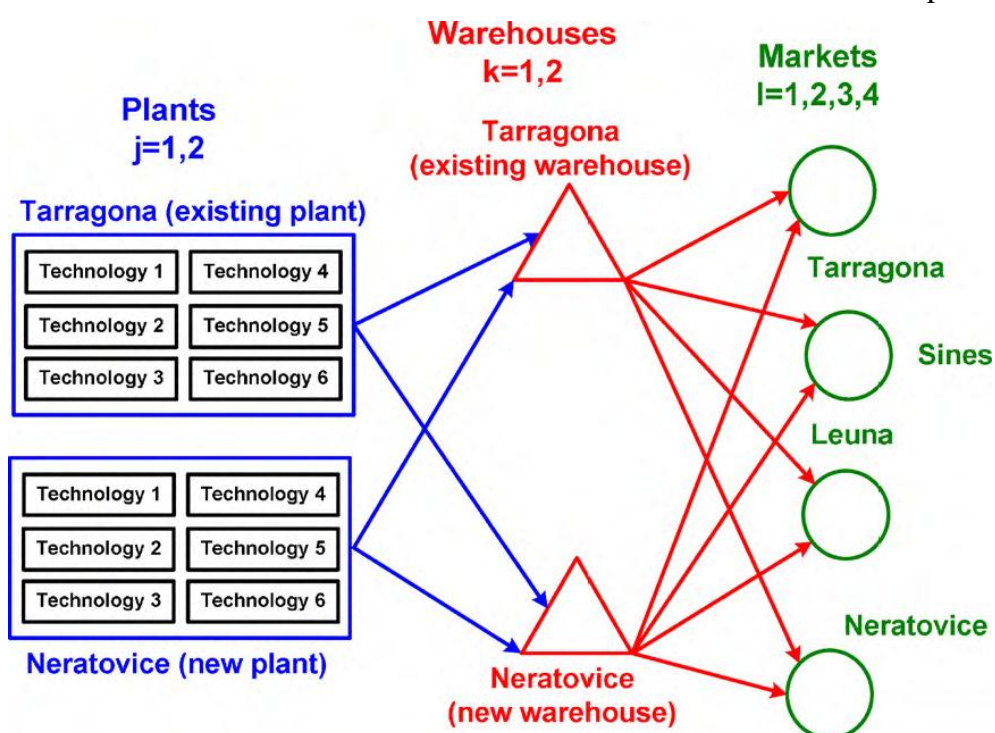 Warehouses
k=1,2
Markets
l=1,2,3,4
Plants
j=1,2
Tarragona
(existing warehouse)
Tarragona (existing plant)
Technology 1
Technology 4
Technology 2
Technology 5
Technology 3
Technology 6
Tarragona
Sines
Leuna
Technology 1
Technology 4
Technology 2
Technology 5
Technology 3
Technology 6
Neratovice (new plant)
Neratovice
(new warehouse)
Neratovice